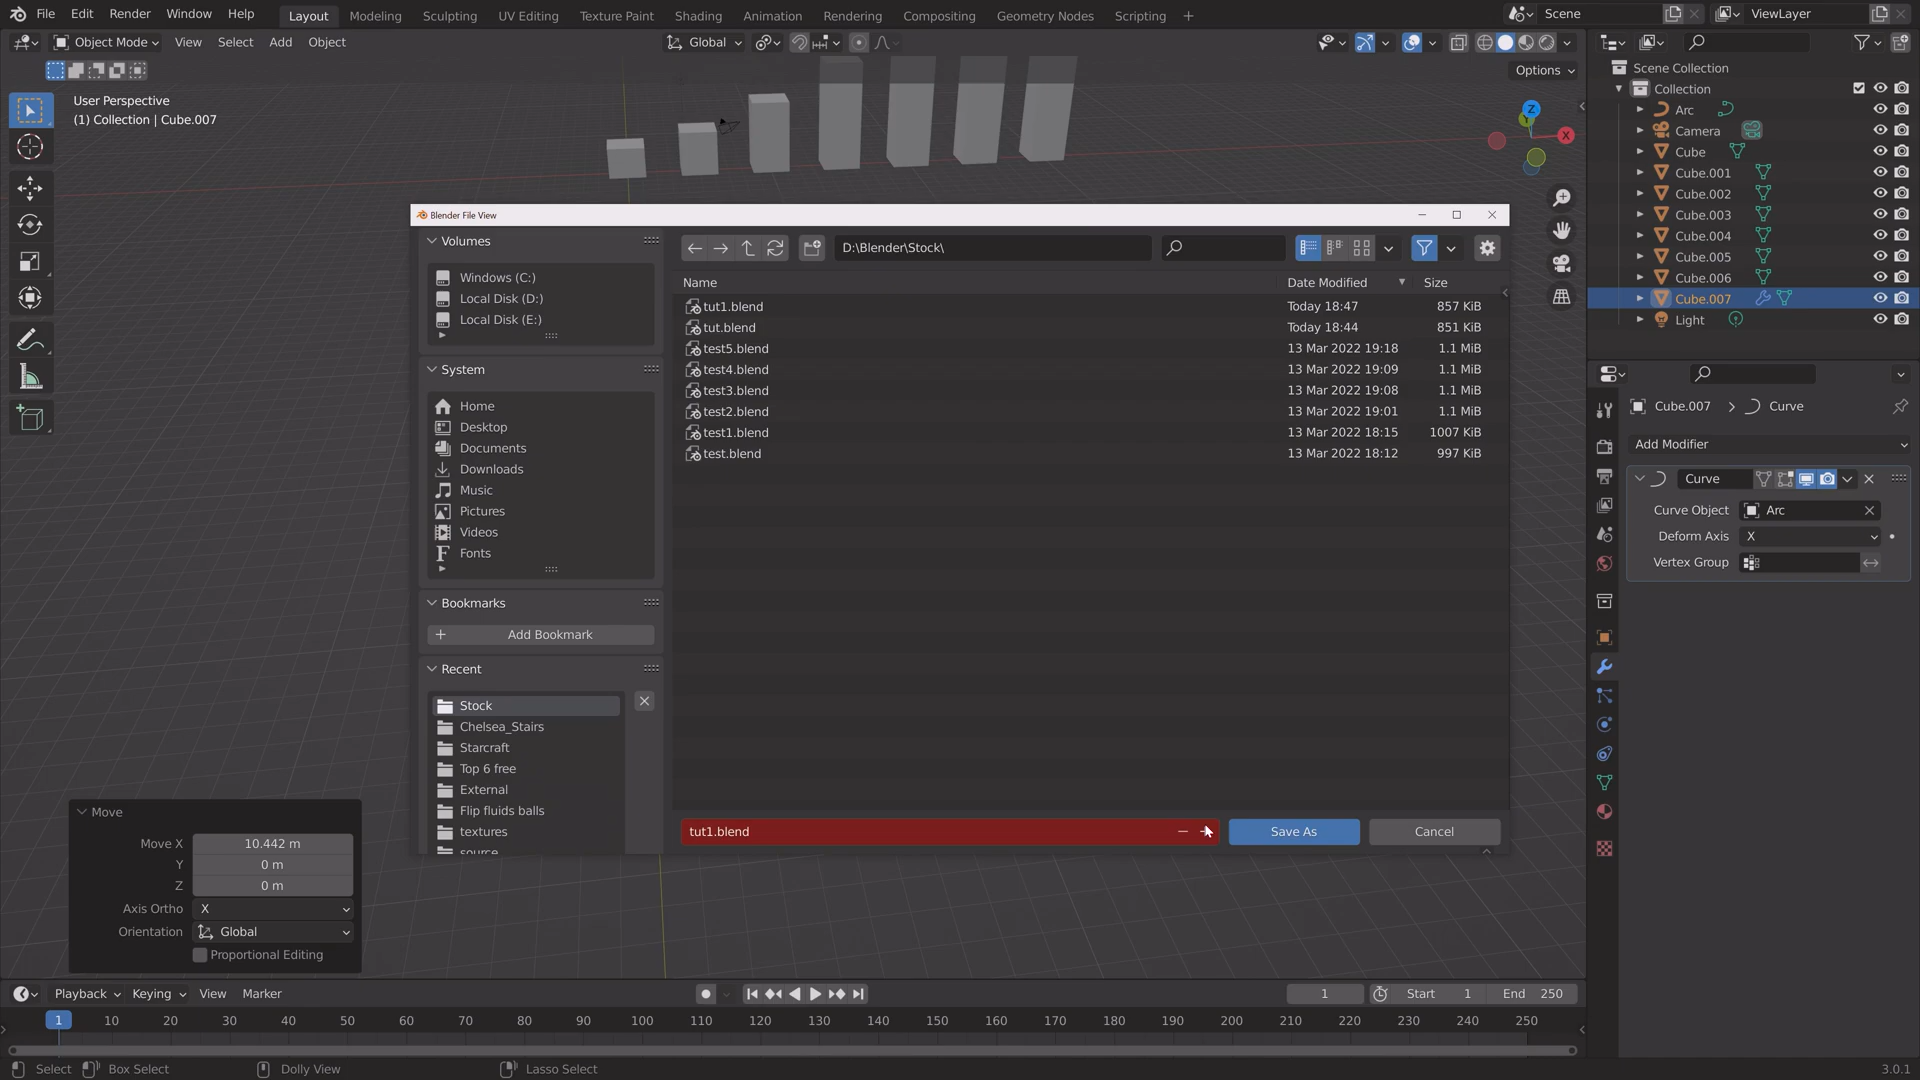 File Edit Render Window Help Layout Modeling Sculpting UV Editing Texture Paint Shading Animation Rendering Compositing Geometry Nodes Scripting + Scene ViewLayer
Object Mode View Select Add Object Global
Options
User Perspective
(1) Collection | Cube.007
Z
Y
X
Scene Collection
Collection
Arc
Camera
Cube
Cube.001
Cube.002
Cube.003
Cube.004
Cube.005
Cube.006
Cube.007
Light
Blender File View
Volumes
Windows (C:)
Local Disk (D:)
Local Disk (E:)
System
Home
Desktop
Documents
Downloads
Music
Pictures
Videos
Fonts
Bookmarks
Add Bookmark
Recent
Stock
Chelsea_Stairs
Starcraft
Top 6 free
External
Flip fluids balls
textures
source
D:\Blender\Stock\
Name Date Modified Size
tut1.blend Today 18:47 857 KiB
tut.blend Today 18:44 851 KiB
test5.blend 13 Mar 2022 19:18 1.1 MiB
test4.blend 13 Mar 2022 19:09 1.1 MiB
test3.blend 13 Mar 2022 19:08 1.1 MiB
test2.blend 13 Mar 2022 19:01 1.1 MiB
test1.blend 13 Mar 2022 18:15 1007 KiB
test.blend 13 Mar 2022 18:12 997 KiB
tut1.blend Save As Cancel
Cube.007 Curve
Add Modifier
Curve
Curve Object Arc
Deform Axis X
Vertex Group
Move
Move X 10.442 m
Y 0 m
Z 0 m
Axis Ortho X
Orientation Global
Proportional Editing
Playback Keying View Marker 1 Start 1 End 250
1 10 20 30 40 50 60 70 80 90 100 110 120 130 140 150 160 170 180 190 200 210 220 230 240 250
Select Box Select Dolly View Lasso Select 3.0.1